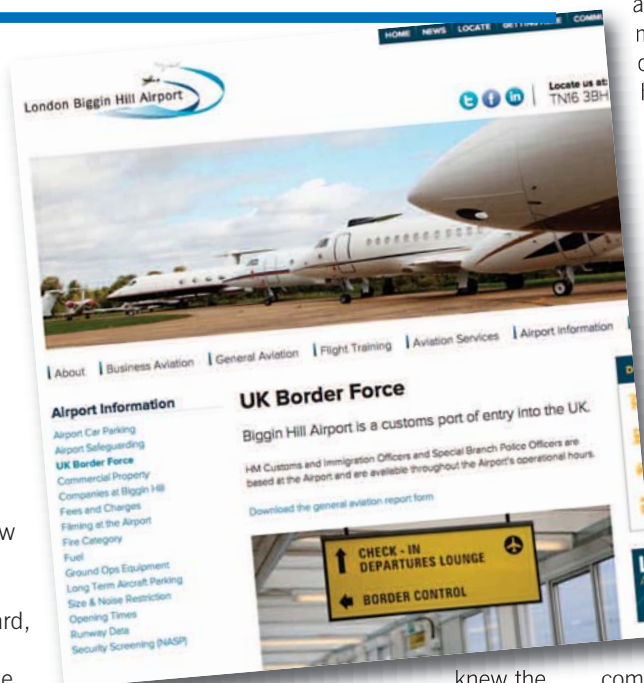 HOME NEWS LOCATE GETTING HERE
London Biggin Hill Airport
Locate us at:
TN16 3BH
About Business Aviation General Aviation Flight Training Aviation Services Airport Information
Airport Information
Airport Car Parking
Airport Safeguarding
UK Border Force
Commercial Property
Companies at Biggin Hill
Fees and Charges
Filming at the Airport
Fire Category
Fuel
Ground Ops Equipment
Long Term Aircraft Parking
Size & Noise Restriction
Opening Times
Runway Data
Security Screening (NASP)
UK Border Force
Biggin Hill Airport is a customs port of entry into the UK.
HM Customs and Immigration Officers and Special Branch Police Officers are
based at the Airport and are available throughout the Airport's operational hours.
Download the general aviation report form
CHECK - IN
DEPARTURES LOUNGE
BORDER CONTROL
knew the